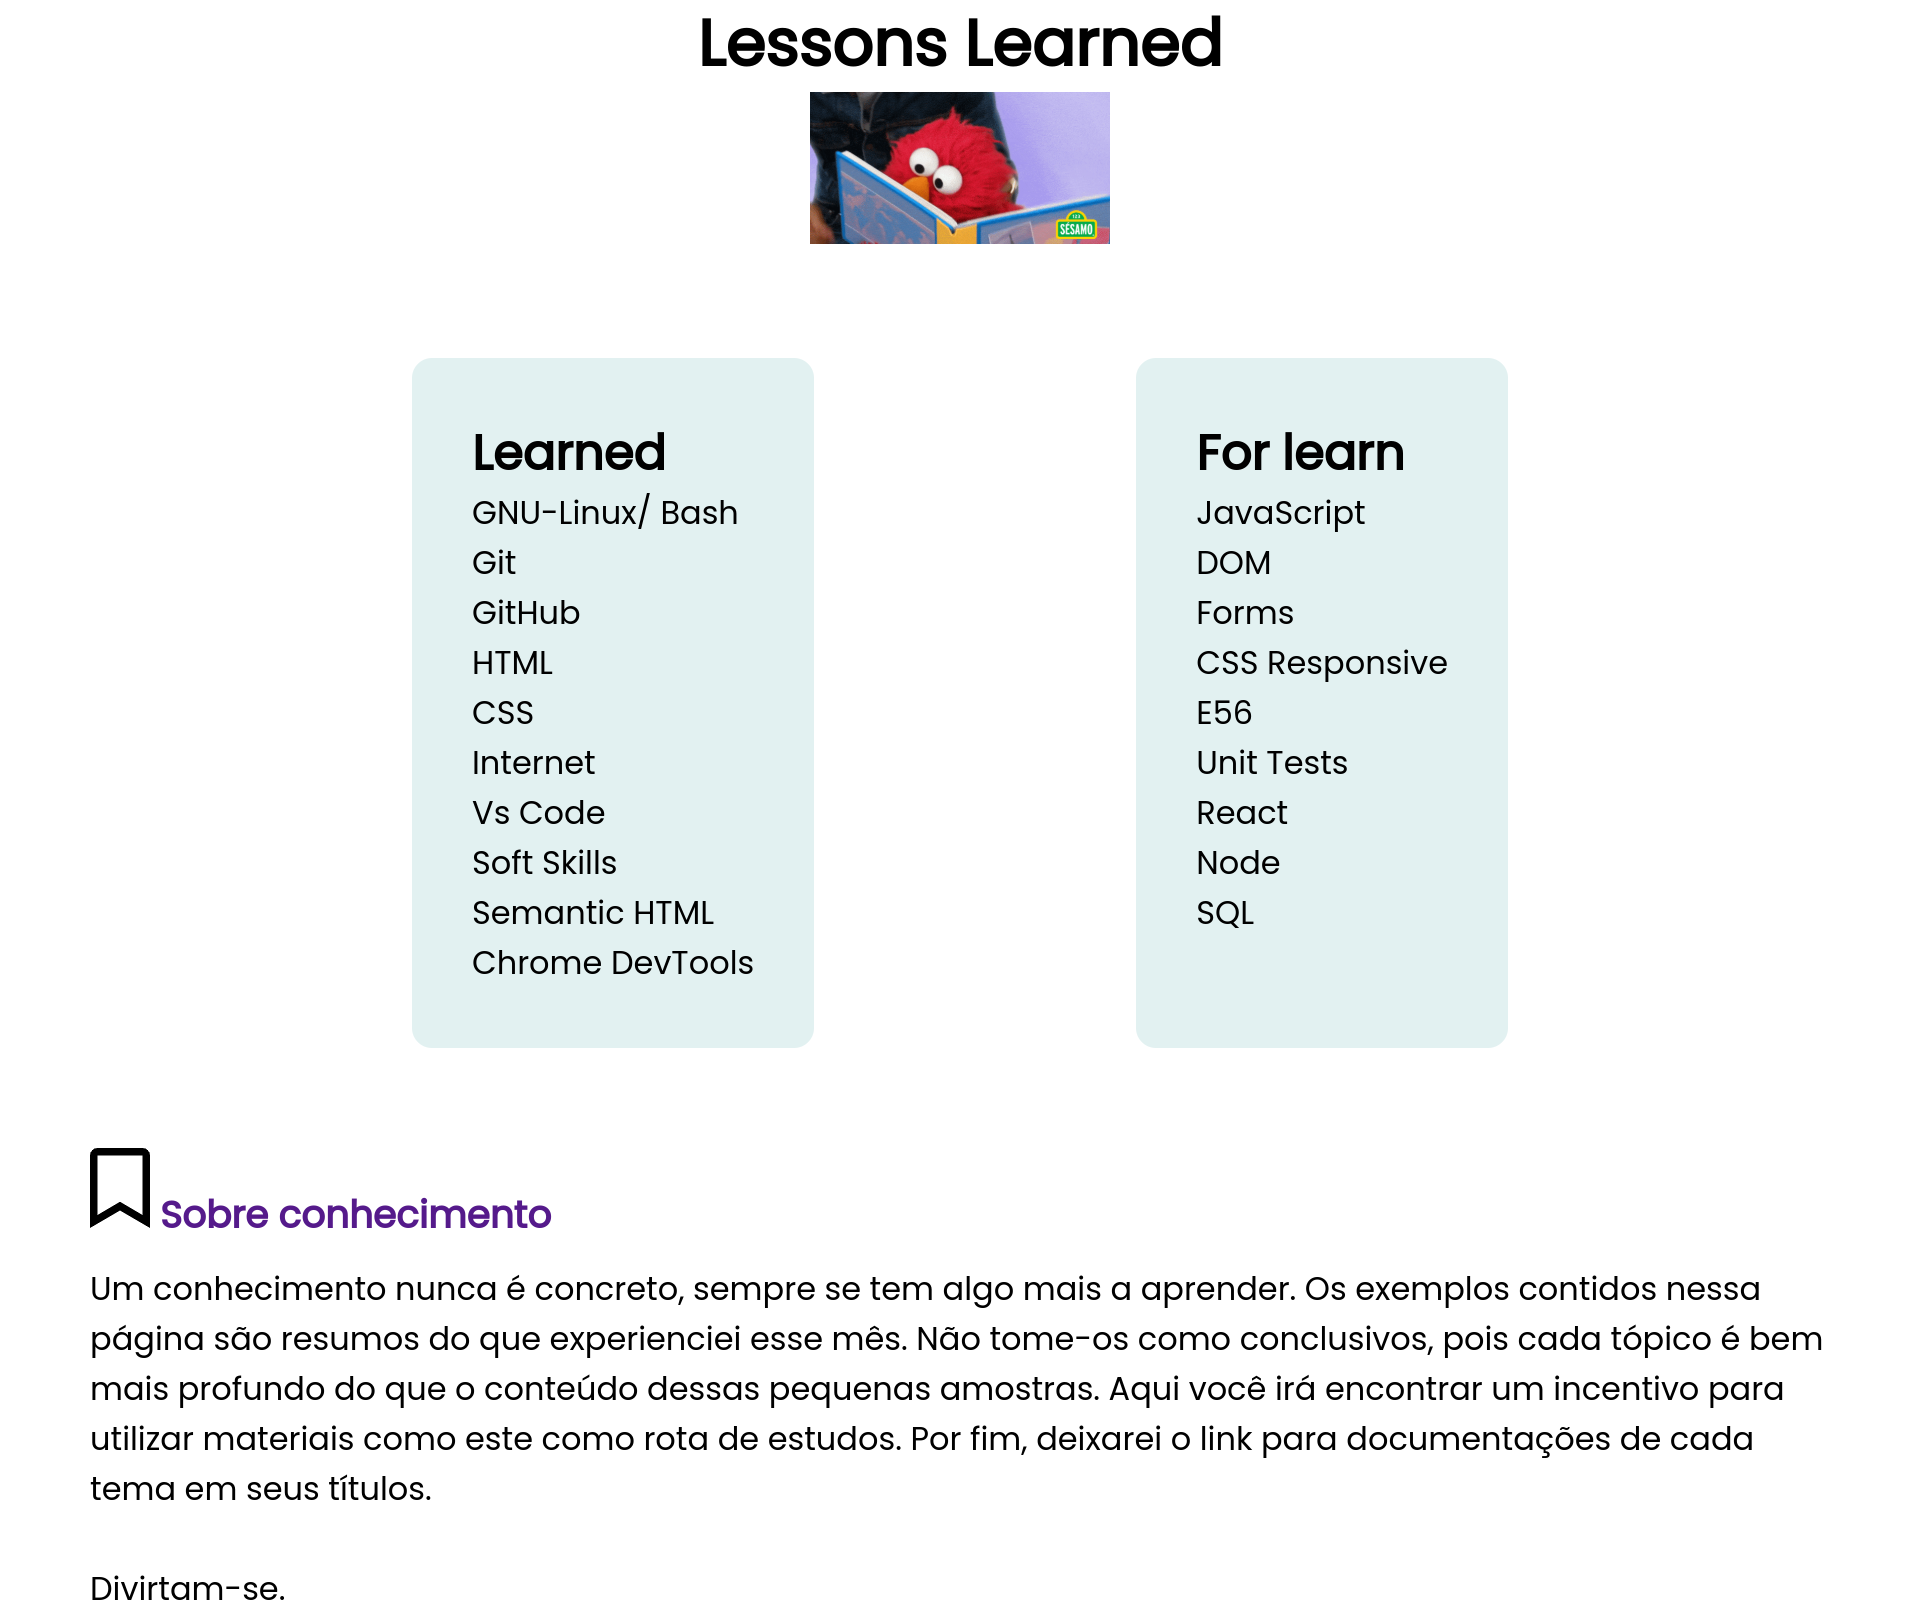 Lessons Learned
SÉSAMO
Learned
GNU-Linux/ Bash
Git
GitHub
HTML
CSS
Internet
Vs Code
Soft Skills
Semantic HTML
Chrome DevTools
For learn
JavaScript
DOM
Forms
CSS Responsive
E56
Unit Tests
React
Node
SQL
Sobre conhecimento
Um conhecimento nunca é concreto, sempre se tem algo mais a aprender. Os exemplos contidos nessa
página são resumos do que experienciei esse mês. Não tome-os como conclusivos, pois cada tópico é bem
mais profundo do que o conteúdo dessas pequenas amostras. Aqui você irá encontrar um incentivo para
utilizar materiais como este como rota de estudos. Por fim, deixarei o link para documentações de cada
tema em seus títulos.
Divirtam-se.